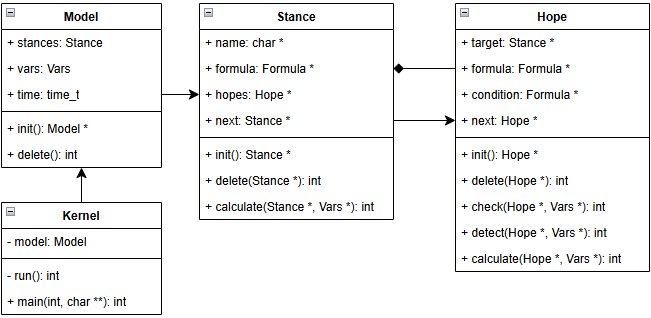 Model
+ stances: Stance
+ vars: Vars
+ time: time_t
+ init(): Model *
+ delete(): int
Kernel
- model: Model
- run(): int
+ main(int, char **): int
Stance
+ name: char *
+ formula: Formula *
+ hopes: Hope *
+ next: Stance *
+ init(): Stance *
+ delete(Stance *): int
+ calculate(Stance *, Vars *): int
Hope
+ target: Stance *
+ formula: Formula *
+ condition: Formula *
+ next: Hope *
+ init(): Hope *
+ delete(Hope *): int
+ check(Hope *, Vars *): int
+ detect(Hope *, Vars *): int
+ calculate(Hope *, Vars *): int